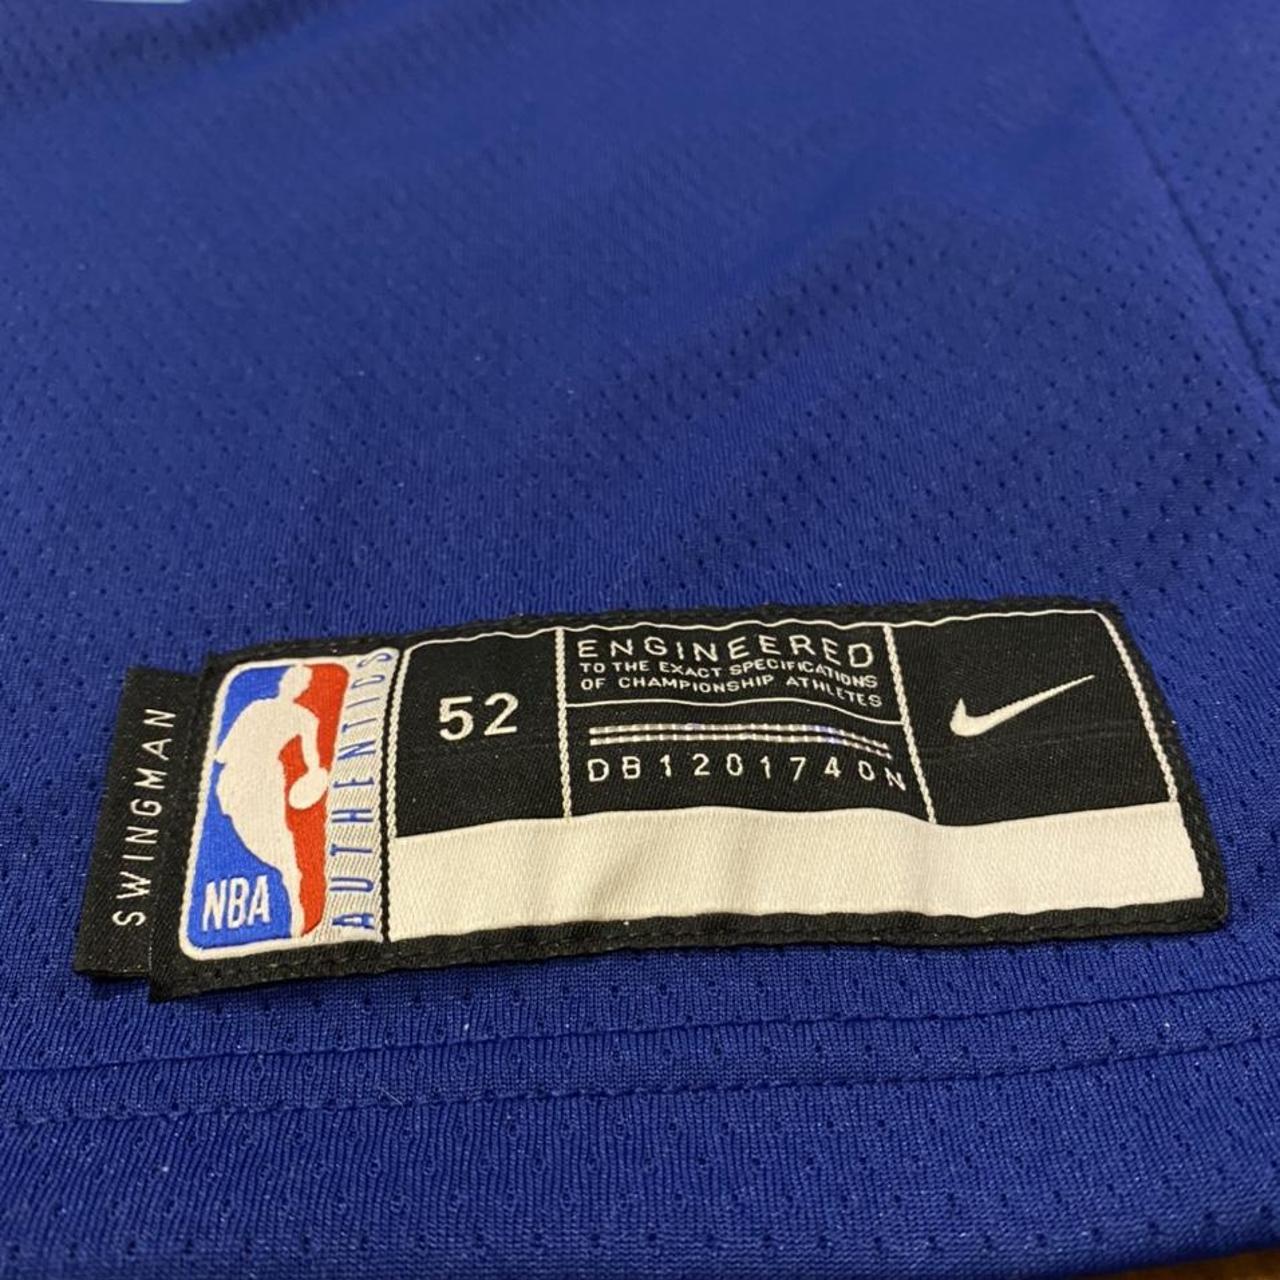 SWINGMAN
NBA
AUTHENTICS
52
ENGINEERED
TO THE EXACT SPECIFICATIONS
OF CHAMPIONSHIP ATHLETES
DB1201740N